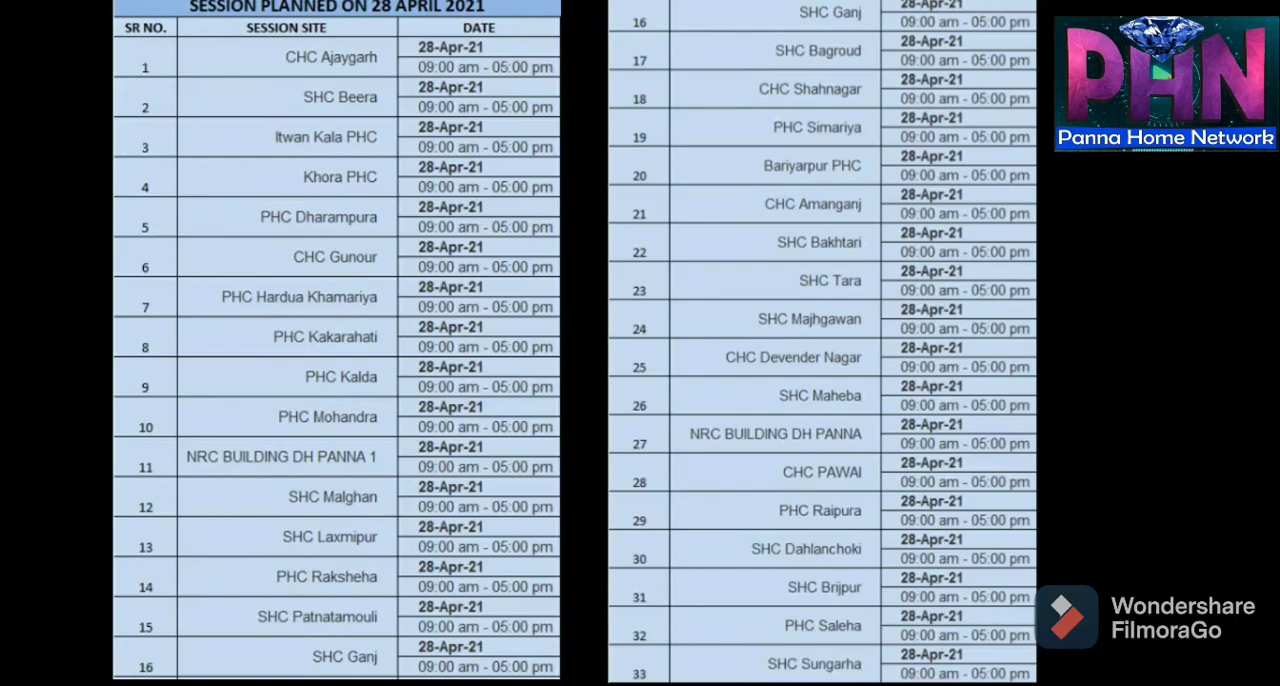 SESSION PLANNED ON 28 APRIL 2021
SR NO. SESSION SITE DATE
1 CHC Ajaygarh 28-Apr-21
09:00 am - 05:00 pm
2 SHC Beera 28-Apr-21
09:00 am - 05:00 pm
3 Itwan Kala PHC 28-Apr-21
09:00 am - 05:00 pm
4 Khora PHC 28-Apr-21
09:00 am - 05:00 pm
5 PHC Dharampura 28-Apr-21
09:00 am - 05:00 pm
6 CHC Gunour 28-Apr-21
09:00 am - 05:00 pm
7 PHC Hardua Khamariya 28-Apr-21
09:00 am - 05:00 pm
8 PHC Kakarahati 28-Apr-21
09:00 am - 05:00 pm
9 PHC Kalda 28-Apr-21
09:00 am - 05:00 pm
10 PHC Mohandra 28-Apr-21
09:00 am - 05:00 pm
11 NRC BUILDING DH PANNA 1 28-Apr-21
09:00 am - 05:00 pm
12 SHC Malghan 28-Apr-21
09:00 am - 05:00 pm
13 SHC Laxmipur 28-Apr-21
09:00 am - 05:00 pm
14 PHC Raksheha 28-Apr-21
09:00 am - 05:00 pm
15 SHC Patnatamouli 28-Apr-21
09:00 am - 05:00 pm
16 SHC Ganj 28-Apr-21
09:00 am - 05:00 pm
16 SHC Ganj 28-Apr-21
09:00 am - 05:00 pm
17 SHC Bagroud 28-Apr-21
09:00 am - 05:00 pm
18 CHC Shahnagar 28-Apr-21
09:00 am - 05:00 pm
19 PHC Simariya 28-Apr-21
09:00 am - 05:00 pm
20 Bariyarpur PHC 28-Apr-21
09:00 am - 05:00 pm
21 CHC Amanganj 28-Apr-21
09:00 am - 05:00 pm
22 SHC Bakhtari 28-Apr-21
09:00 am - 05:00 pm
23 SHC Tara 28-Apr-21
09:00 am - 05:00 pm
24 SHC Majhgawan 28-Apr-21
09:00 am - 05:00 pm
25 CHC Devender Nagar 28-Apr-21
09:00 am - 05:00 pm
26 SHC Maheba 28-Apr-21
09:00 am - 05:00 pm
27 NRC BUILDING DH PANNA 28-Apr-21
09:00 am - 05:00 pm
28 CHC PAWAI 28-Apr-21
09:00 am - 05:00 pm
29 PHC Raipura 28-Apr-21
09:00 am - 05:00 pm
30 SHC Dahlanchoki 28-Apr-21
09:00 am - 05:00 pm
31 SHC Brijpur 28-Apr-21
09:00 am - 05:00 pm
32 PHC Saleha 28-Apr-21
09:00 am - 05:00 pm
33 SHC Sungarha 28-Apr-21
09:00 am - 05:00 pm
PHN
Panna Home Network
Wondershare
FilmoraGo